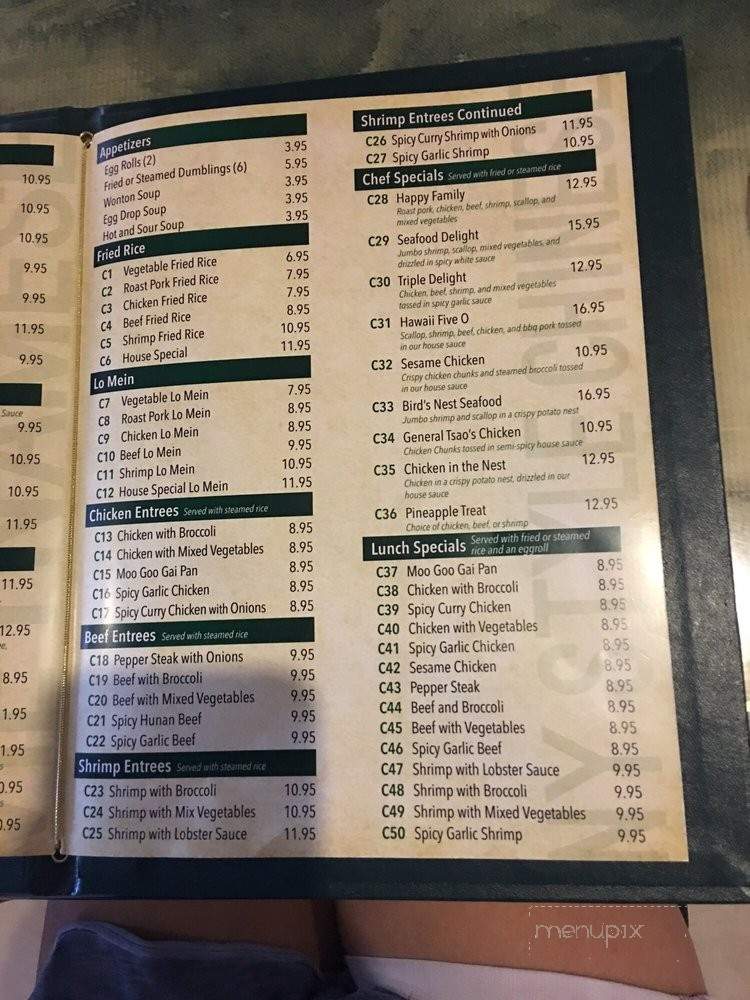 10.95
10.95
10.95
9.95
9.95
11.95
9.95
Sauce
9.95
10.95
10.95
11.95
11.95
12.95
8.95
1.95
1.95
0.95
0.95
Appetizers
Egg Rolls (2) 3.95
Fried or Steamed Dumblings (6) 5.95
Wonton Soup 3.95
Egg Drop Soup 3.95
Hot and Sour Soup 3.95
Fried Rice
C1 Vegetable Fried Rice 6.95
C2 Roast Pork Fried Rice 7.95
C3 Chicken Fried Rice 7.95
C4 Beef Fried Rice 8.95
C5 Shrimp Fried Rice 10.95
C6 House Special 11.95
Lo Mein
C7 Vegetable Lo Mein 7.95
C8 Roast Pork Lo Mein 8.95
C9 Chicken Lo Mein 8.95
C10 Beef Lo Mein 9.95
C11 Shrimp Lo Mein 10.95
C12 House Special Lo Mein 11.95
Chicken Entrees Served with steamed rice
C13 Chicken with Broccoli 8.95
C14 Chicken with Mixed Vegetables 8.95
C15 Moo Goo Gai Pan 8.95
C16 Spicy Garlic Chicken 8.95
C17 Spicy Curry Chicken with Onions 8.95
Beef Entrees Served with steamed rice
C18 Pepper Steak with Onions 9.95
C19 Beef with Broccoli 9.95
C20 Beef with Mixed Vegetables 9.95
C21 Spicy Hunan Beef 9.95
C22 Spicy Garlic Beef 9.95
Shrimp Entrees Served with steamed rice
C23 Shrimp with Broccoli 10.95
C24 Shrimp with Mix Vegetables 10.95
C25 Shrimp with Lobster Sauce 11.95
Shrimp Entrees Continued
C26 Spicy Curry Shrimp with Onions 11.95
C27 Spicy Garlic Shrimp 10.95
Chef Specials Served with fried or steamed rice
C28 Happy Family 12.95
Roast pork, chicken, beef, shrimp, scallop, and
mixed vegetables
C29 Seafood Delight 15.95
Jumbo shrimp, scallop, mixed vegetables, and
drizzled in spicy white sauce
C30 Triple Delight 12.95
Chicken, beef, shrimp, and mixed vegetables
tossed in spicy garlic sauce
C31 Hawaii Five O 16.95
Scallop, shrimp, beef, chicken, and bbq pork tossed
in our house sauce
C32 Sesame Chicken 10.95
Crispy chicken chunks and steamed broccoli tossed
in our house sauce
C33 Bird's Nest Seafood 16.95
Jumbo shrimp and scallop in a crispy potato nest
C34 General Tsao's Chicken 10.95
Chicken Chunks tossed in semi-spicy house sauce
C35 Chicken in the Nest 12.95
Chicken in a crispy potato nest, drizzled in our
house sauce
C36 Pineapple Treat 12.95
Choice of chicken, beef, or shrimp
Lunch Specials Served with fried or steamed
rice and an eggroll
C37 Moo Goo Gai Pan 8.95
C38 Chicken with Broccoli 8.95
C39 Spicy Curry Chicken 8.95
C40 Chicken with Vegetables 8.95
C41 Spicy Garlic Chicken 8.95
C42 Sesame Chicken 8.95
C43 Pepper Steak 8.95
C44 Beef and Broccoli 8.95
C45 Beef with Vegetables 8.95
C46 Spicy Garlic Beef 8.95
C47 Shrimp with Lobster Sauce 9.95
C48 Shrimp with Broccoli 9.95
C49 Shrimp with Mixed Vegetables 9.95
C50 Spicy Garlic Shrimp 9.95
menupix